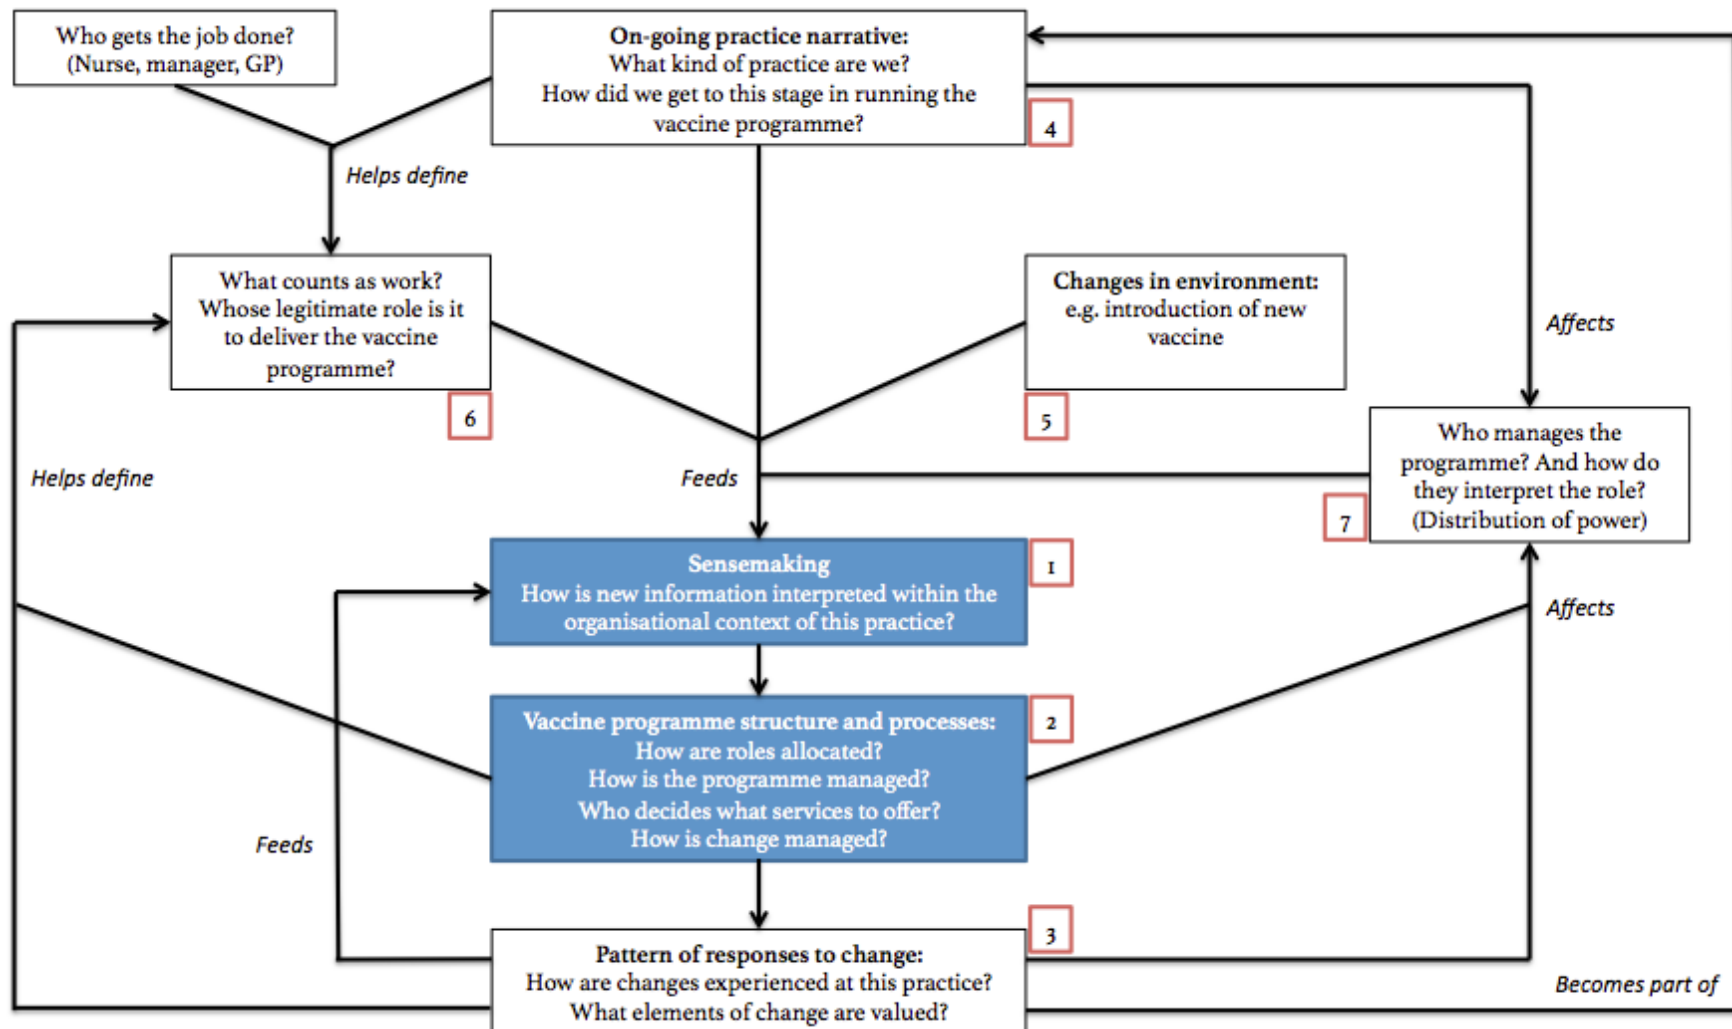 Who gets the job done?
(Nurse, manager, GP)
On-going practice narrative:
What kind of practice are we?
How did we get to this stage in running the
vaccine programme?
4
Helps define
What counts as work?
Whose legitimate role is it
to deliver the vaccine
programme?
6
Changes in environment:
e.g. introduction of new
vaccine
5
Affects
Who manages the
programme? And how do
they interpret the role?
(Distribution of power)
7
Helps define
Feeds
Sensemaking
How is new information interpreted within the
organisational context of this practice?
1
Affects
Vaccine programme structure and processes:
How are roles allocated?
How is the programme managed?
Who decides what services to offer?
How is change managed?
2
Feeds
Pattern of responses to change:
How are changes experienced at this practice?
What elements of change are valued?
3
Becomes part of